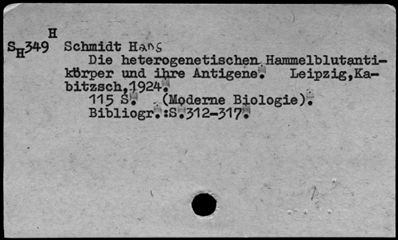 H
SH349 Schmidt Hans
Die heterogenetischen Hammelblutanti-
körper und ihre Antigene. Leipzig,Ka-
bitzsch,1924.
115 S. (Moderne Biologie).
Bibliogr.:S.312-317.